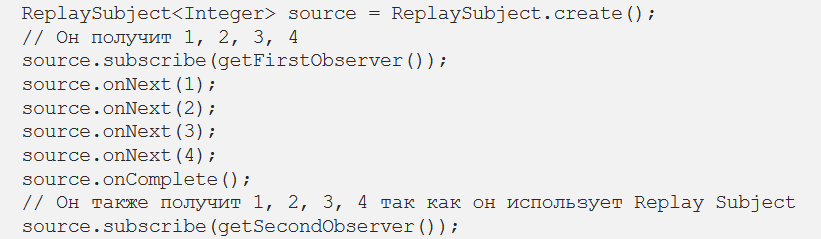 ReplaySubject<Integer> source = ReplaySubject.create();
// Он получит 1, 2, 3, 4
source.subscribe(getFirstObserver());
source.onNext(1);
source.onNext(2);
source.onNext(3);
source.onNext(4);
source.onComplete();
// Он также получит 1, 2, 3, 4 так как он использует Replay Subject
source.subscribe(getSecondObserver());